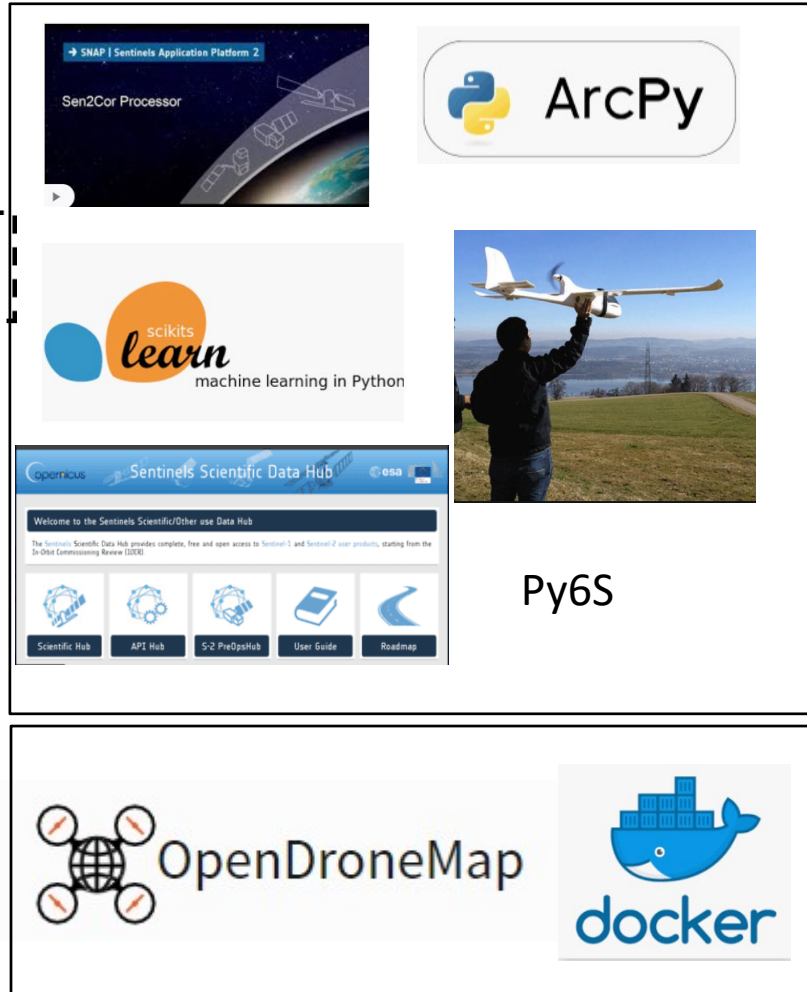 → SNAP | Sentinels Application Platform 2
Sen2Cor Processor
ArcPy
scikits
learn
machine learning in Python
opernicus
Sentinels Scientific Data Hub
esa
Welcome to the Sentinels Scientific/Other use Data Hub
The Sentinels Scientific Data Hub provides complete, free and open access to Sentinel-1 and Sentinel-2 user products, starting from the
In-Orbit Commissioning Review (IOCR).
Scientific Hub
API Hub
S-2 PreOpsHub
User Guide
Roadmap
Py6S
OpenDroneMap
docker